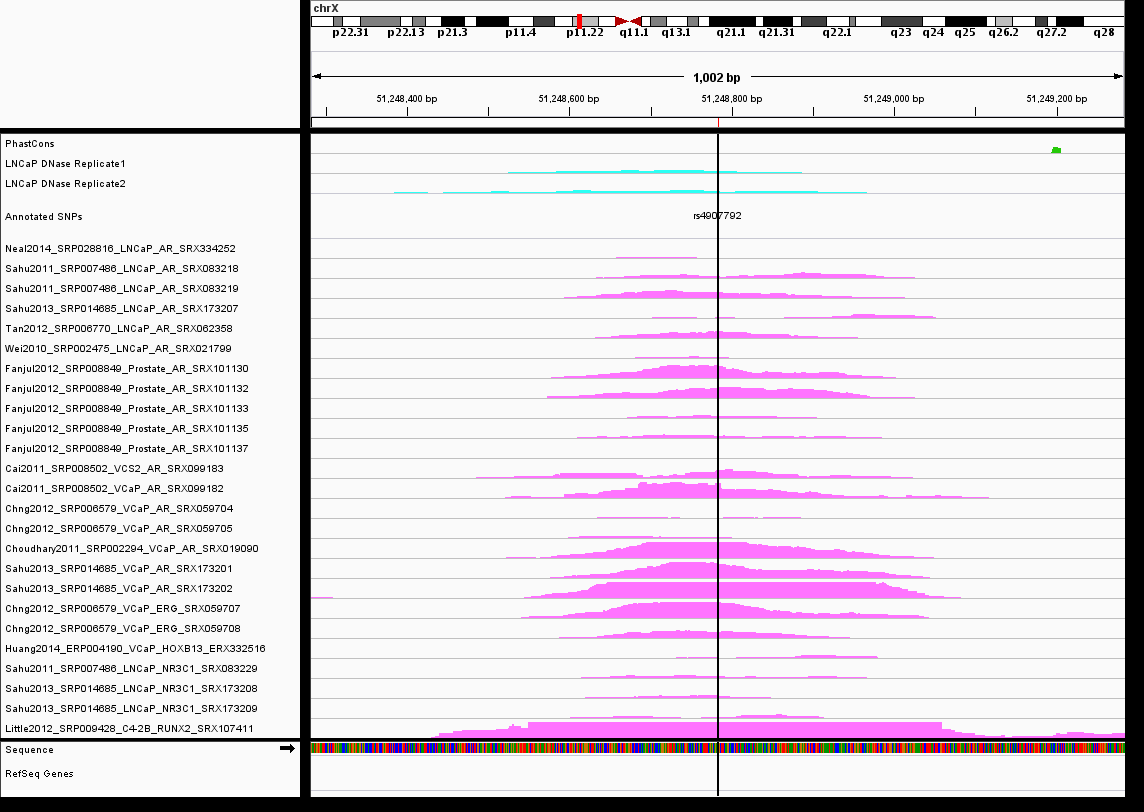 chrX
p22.31 p22.13 p21.3 p11.4 p11.22 q11.1 q13.1 q21.1 q21.31 q22.1 q23 q24 q25 q26.2 q27.2 q28
1,002 bp
51,248,400 bp 51,248,600 bp 51,248,800 bp 51,249,000 bp 51,249,200 bp
PhastCons
LNCaP DNase Replicate1
LNCaP DNase Replicate2
Annotated SNPs rs4907792
Neal2014_SRP028816_LNCaP_AR_SRX334252
Sahu2011_SRP007486_LNCaP_AR_SRX083218
Sahu2011_SRP007486_LNCaP_AR_SRX083219
Sahu2013_SRP014685_LNCaP_AR_SRX173207
Tan2012_SRP006770_LNCaP_AR_SRX062358
Wei2010_SRP002475_LNCaP_AR_SRX021799
Fanjul2012_SRP008849_Prostate_AR_SRX101130
Fanjul2012_SRP008849_Prostate_AR_SRX101132
Fanjul2012_SRP008849_Prostate_AR_SRX101133
Fanjul2012_SRP008849_Prostate_AR_SRX101135
Fanjul2012_SRP008849_Prostate_AR_SRX101137
Cai2011_SRP008502_VCS2_AR_SRX099183
Cai2011_SRP008502_VCaP_AR_SRX099182
Chng2012_SRP006579_VCaP_AR_SRX059704
Chng2012_SRP006579_VCaP_AR_SRX059705
Choudhary2011_SRP002294_VCaP_AR_SRX019090
Sahu2013_SRP014685_VCaP_AR_SRX173201
Sahu2013_SRP014685_VCaP_AR_SRX173202
Chng2012_SRP006579_VCaP_ERG_SRX059707
Chng2012_SRP006579_VCaP_ERG_SRX059708
Huang2014_ERP004190_VCaP_HOXB13_ERX332516
Sahu2011_SRP007486_LNCaP_NR3C1_SRX083229
Sahu2013_SRP014685_LNCaP_NR3C1_SRX173208
Sahu2013_SRP014685_LNCaP_NR3C1_SRX173209
Little2012_SRP009428_C4-2B_RUNX2_SRX107411
Sequence
RefSeq Genes